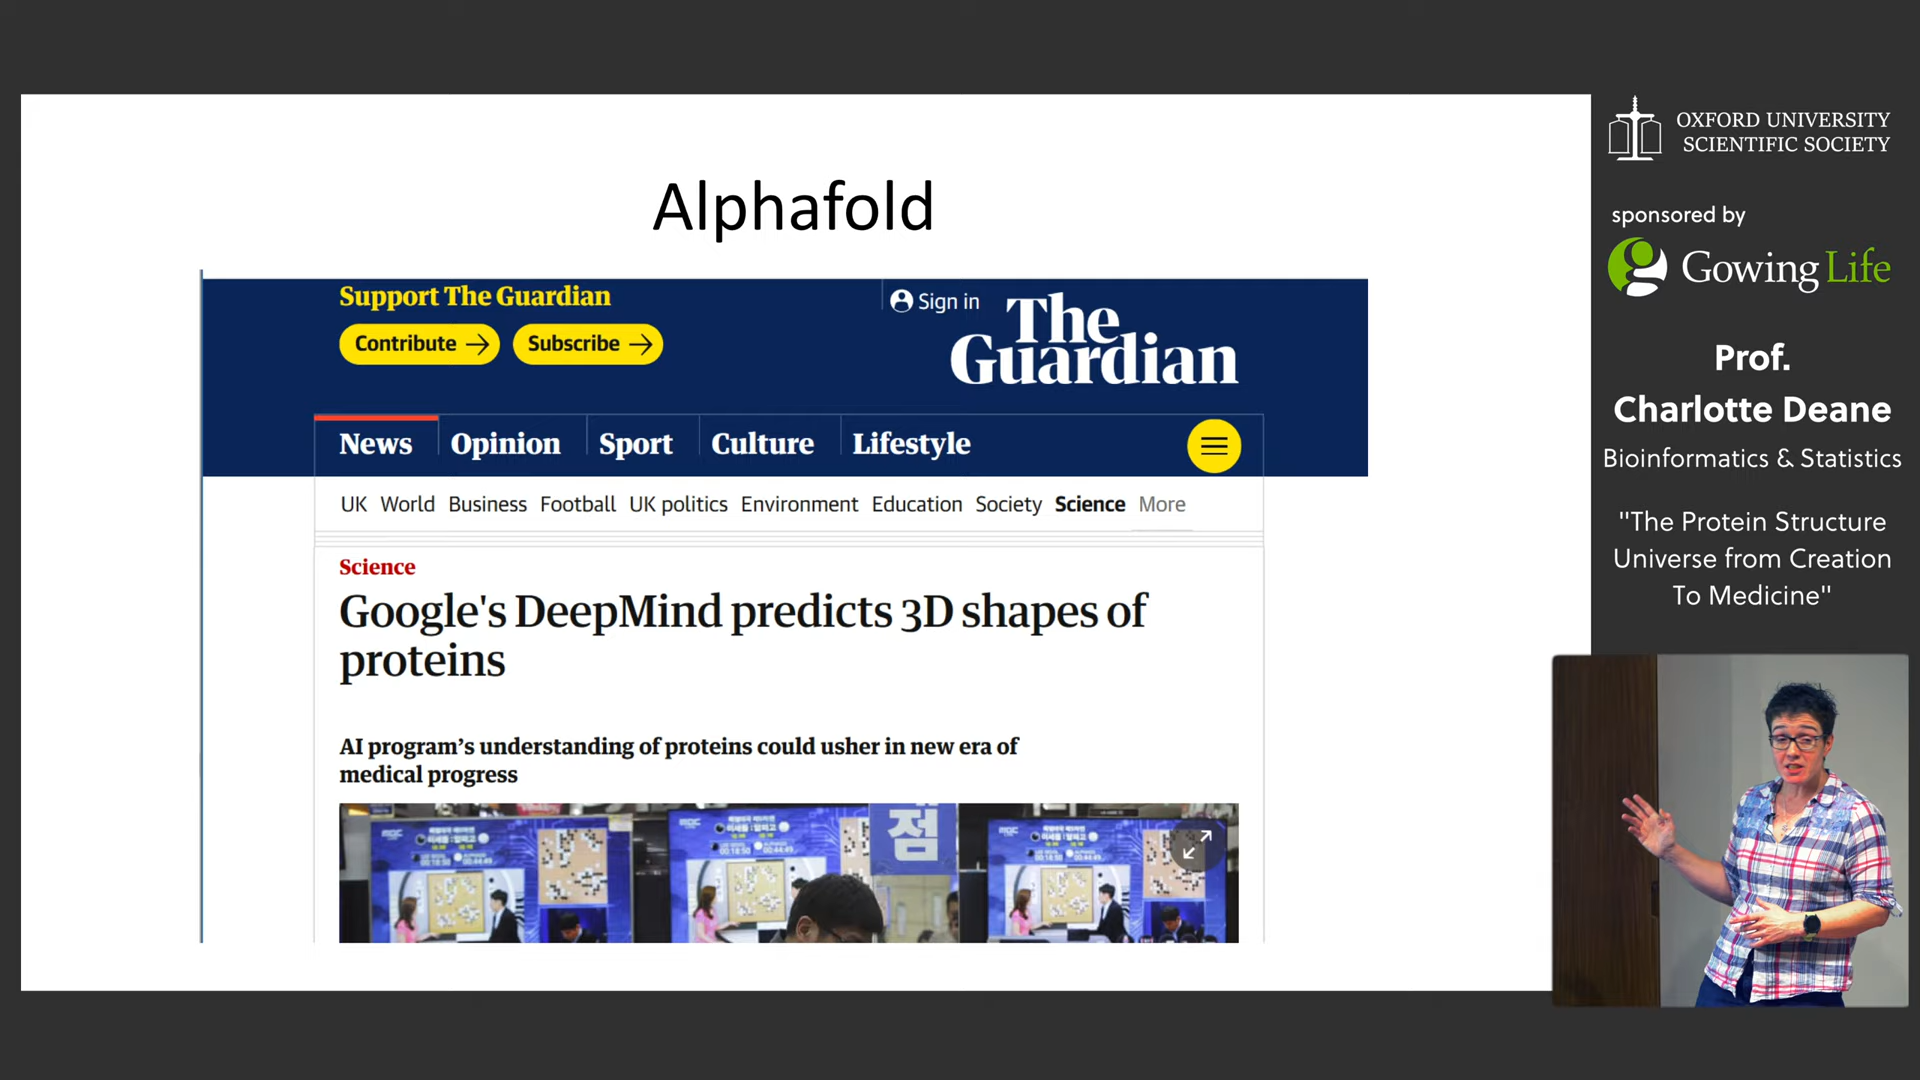 Alphafold
Support The Guardian
Contribute
Subscribe
Sign in
The
Guardian
News
Opinion
Sport
Culture
Lifestyle
UK World Business Football UK politics Environment Education Society Science More
Science
Google's DeepMind predicts 3D shapes of
proteins
AI program's understanding of proteins could usher in new era of
medical progress
점
OXFORD UNIVERSITY
SCIENTIFIC SOCIETY
sponsored by
Gowing Life
Prof.
Charlotte Deane
Bioinformatics & Statistics
"The Protein Structure
Universe from Creation
To Medicine"